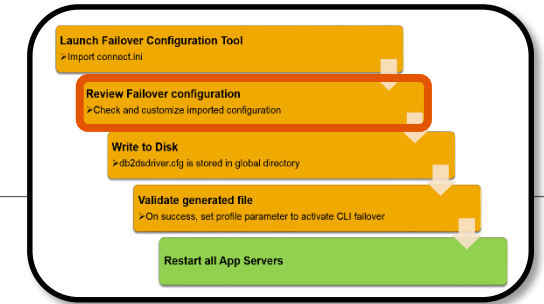 Launch Failover Configuration Tool
➢Import connect.ini
Review Failover configuration
➢Check and customize imported configuration
Write to Disk
➢db2dsdriver.cfg is stored in global directory
Validate generated file
➢On success, set profile parameter to activate CLI failover
Restart all App Servers